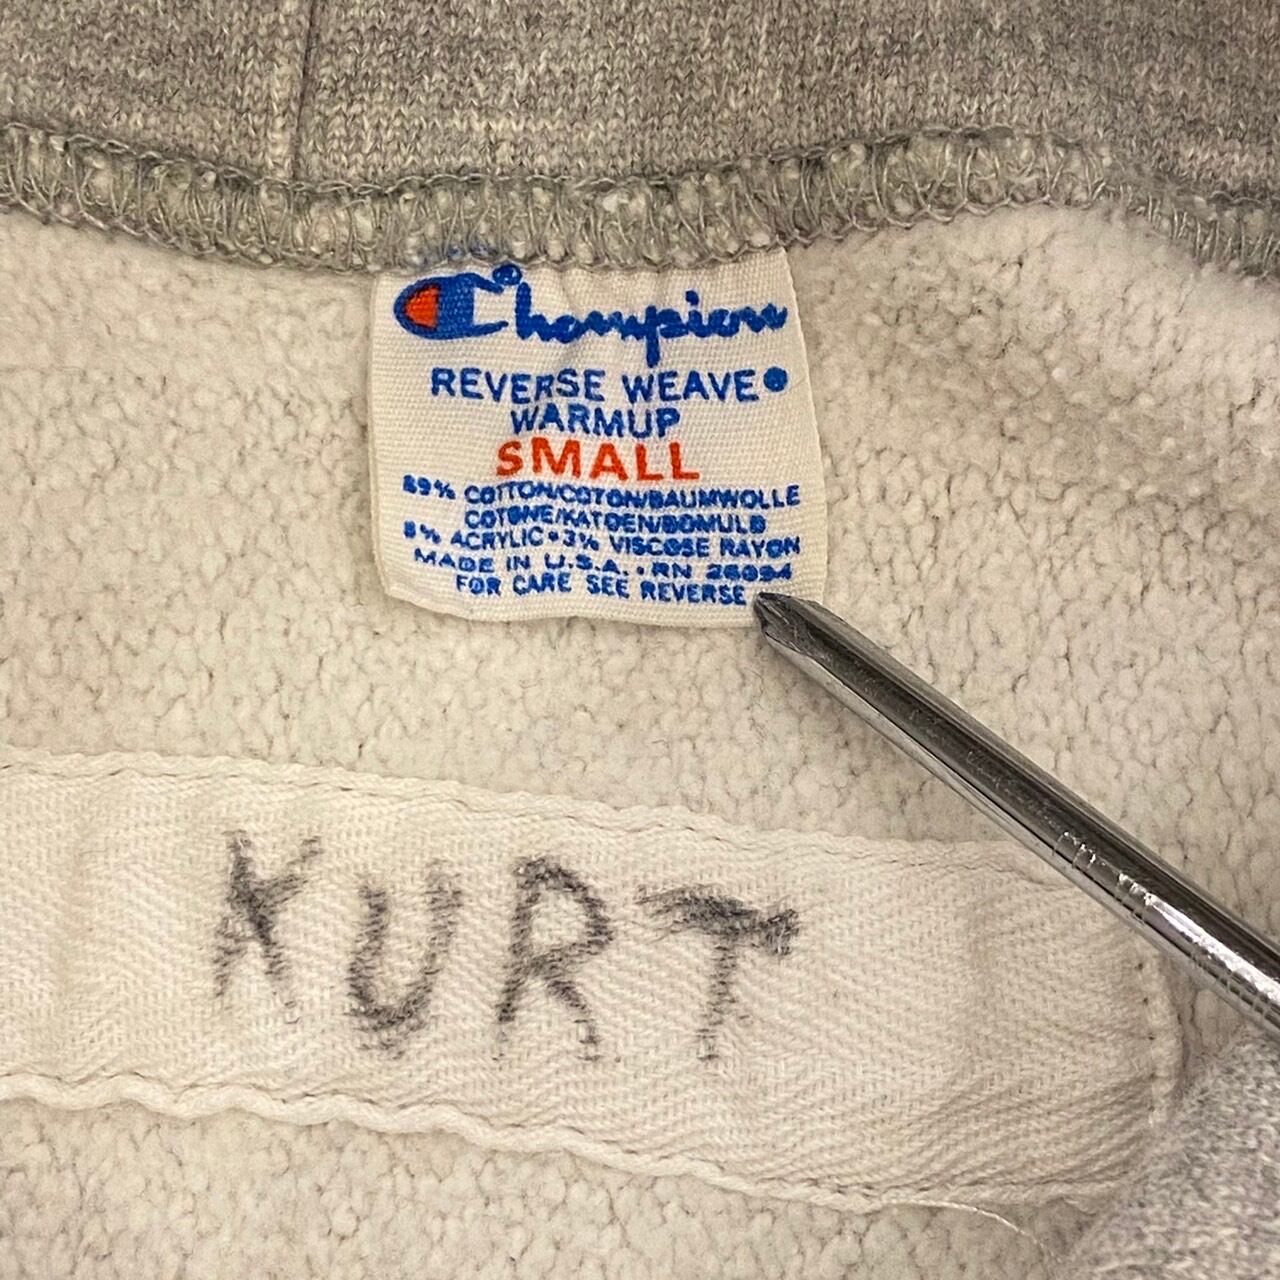 Champion
REVERSE WEAVE®
WARMUP
SMALL
89% COTTON/COTON/BAUMWOLLE
COTONE/KATOEN/BOMULD
8% ACRYLIC • 3% VISCOSE RAYON
MADE IN U.S.A. • RN 26094
FOR CARE SEE REVERSE
KURT